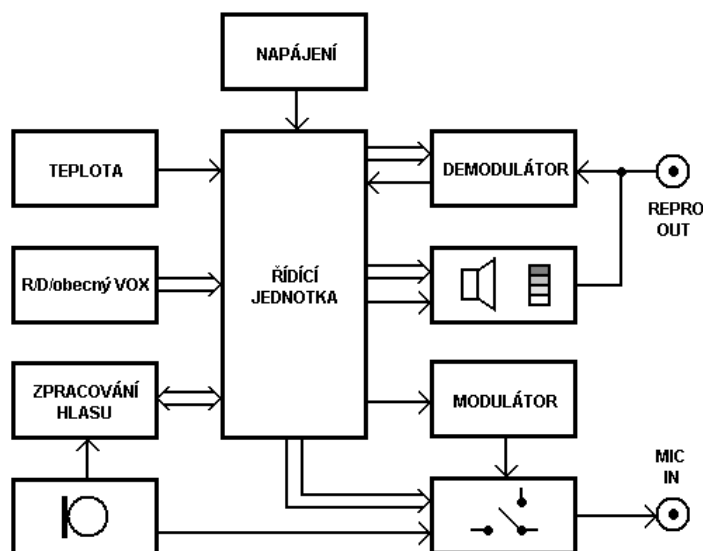 NAPÁJENÍ
TEPLOTA
DEMODULÁTOR
REPRO
OUT
R/D/obecný VOX
ŘÍDÍCÍ
JEDNOTKA
ZPRACOVÁNÍ
HLASU
MODULÁTOR
MIC
IN